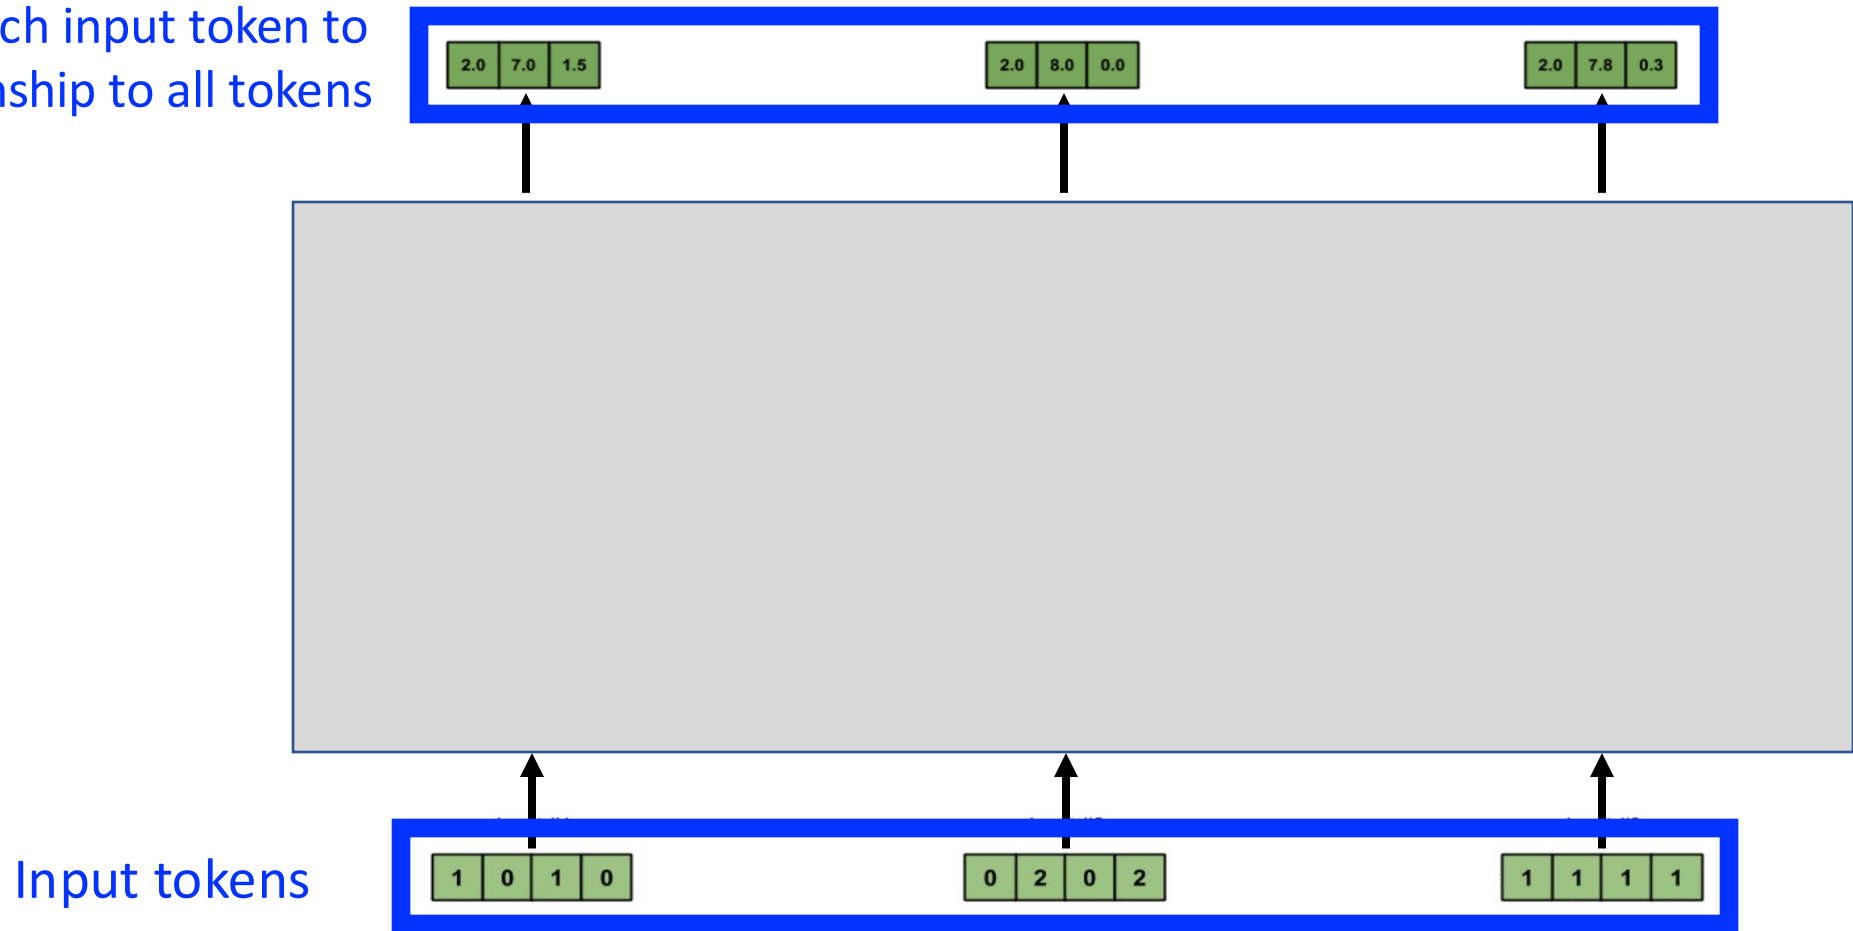 ch input token to
nship to all tokens
2.0 7.0 1.5
2.0 8.0 0.0
2.0 7.8 0.3
Input tokens
1 0 1 0
0 2 0 2
1 1 1 1